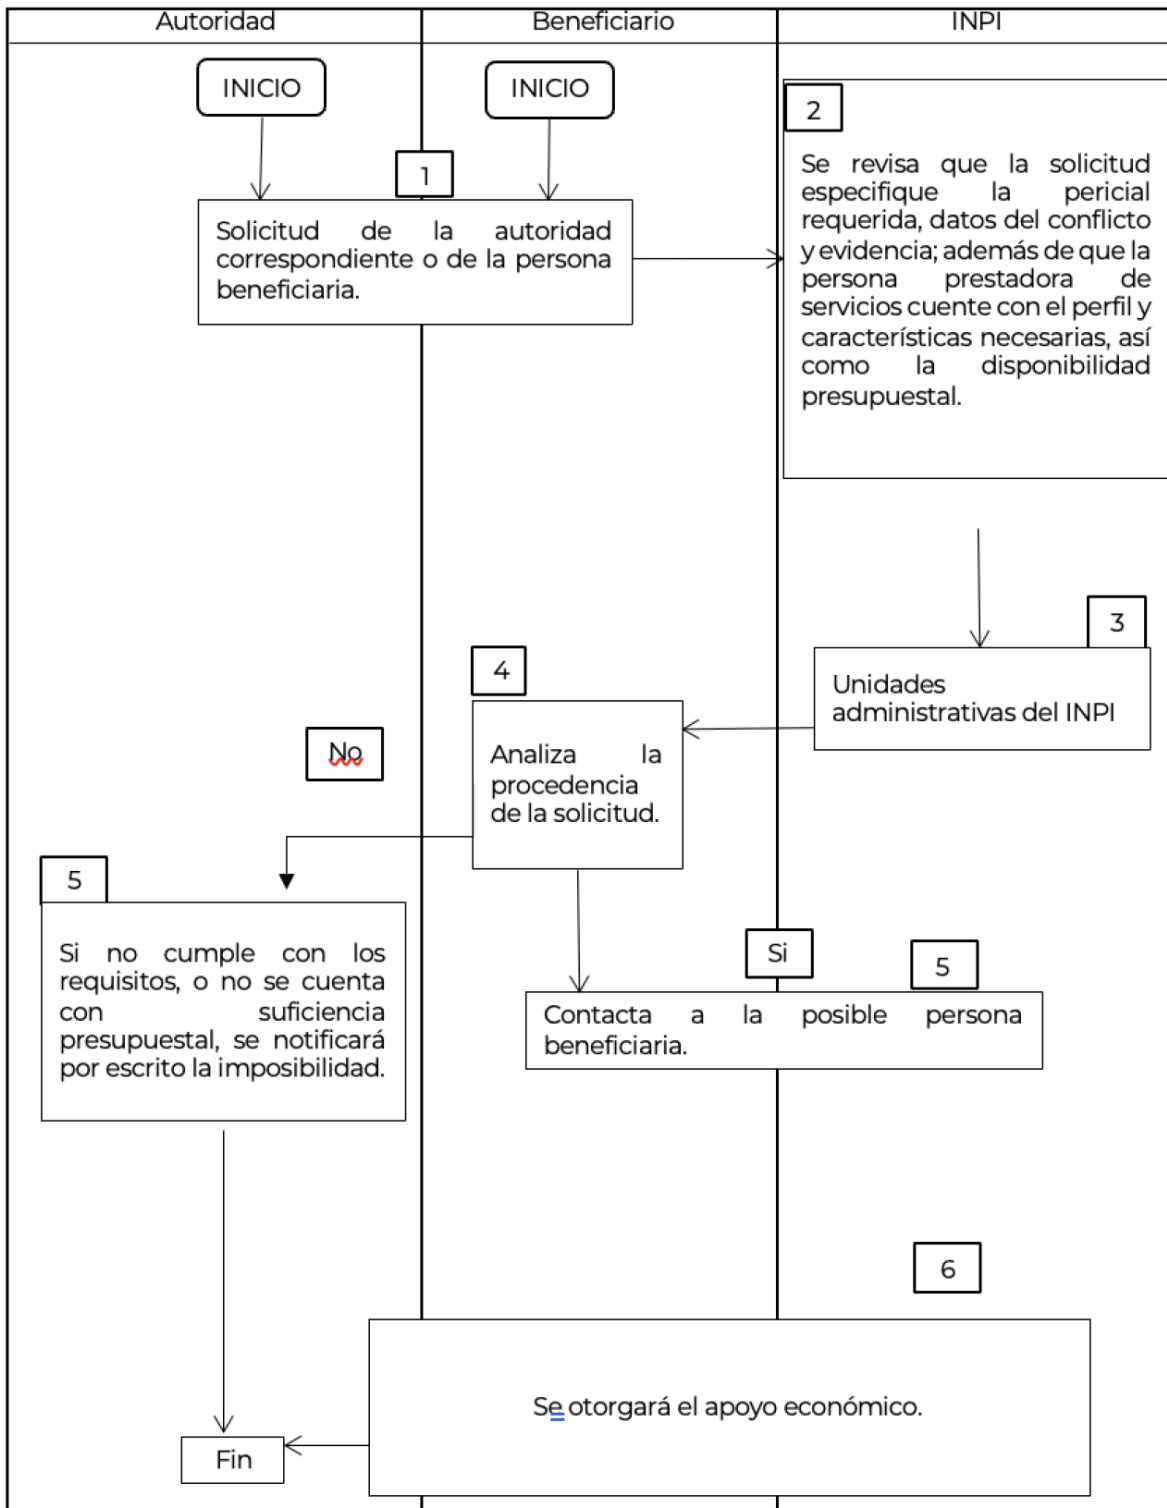 Autoridad
Beneficiario
INPI
INICIO
INICIO
1
Solicitud de la autoridad
correspondiente o de la persona
beneficiaria.
2
Se revisa que la solicitud
especifique la pericial
requerida, datos del conflicto
y evidencia; además de que la
persona prestadora de
servicios cuente con el perfil y
características necesarias, así
como la disponibilidad
presupuestal.
3
Unidades
administrativas del INPI
4
Analiza la
procedencia
de la solicitud.
No
5
Si no cumple con los
requisitos, o no se cuenta
con suficiencia
presupuestal, se notificará
por escrito la imposibilidad.
Si
5
Contacta a la posible persona
beneficiaria.
6
Se otorgará el apoyo económico.
Fin